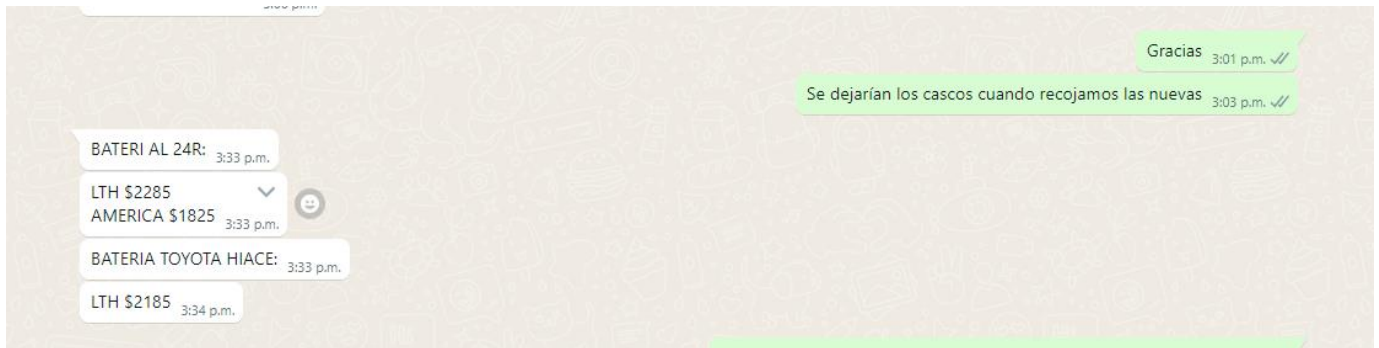 Gracias 3:01 p.m.
Se dejarían los cascos cuando recojamos las nuevas 3:03 p.m.
BATERI AL 24R: 3:33 p.m.
LTH $2285
AMERICA $1825 3:33 p.m.
BATERIA TOYOTA HIACE: 3:33 p.m.
LTH $2185 3:34 p.m.